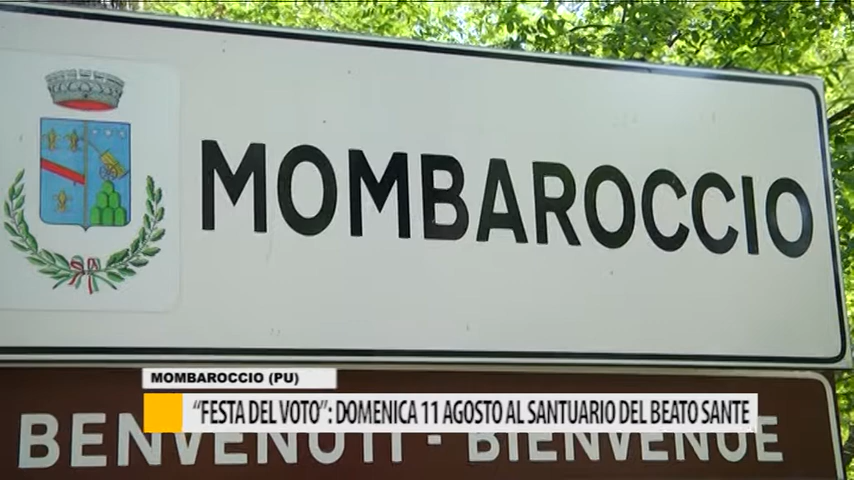 MOMBAROCCIO
MOMBAROCCIO (PU)
“FESTA DEL VOTO”: DOMENICA 11 AGOSTO AL SANTUARIO DEL BEATO SANTE
BENVENUTI - BIENVENUE